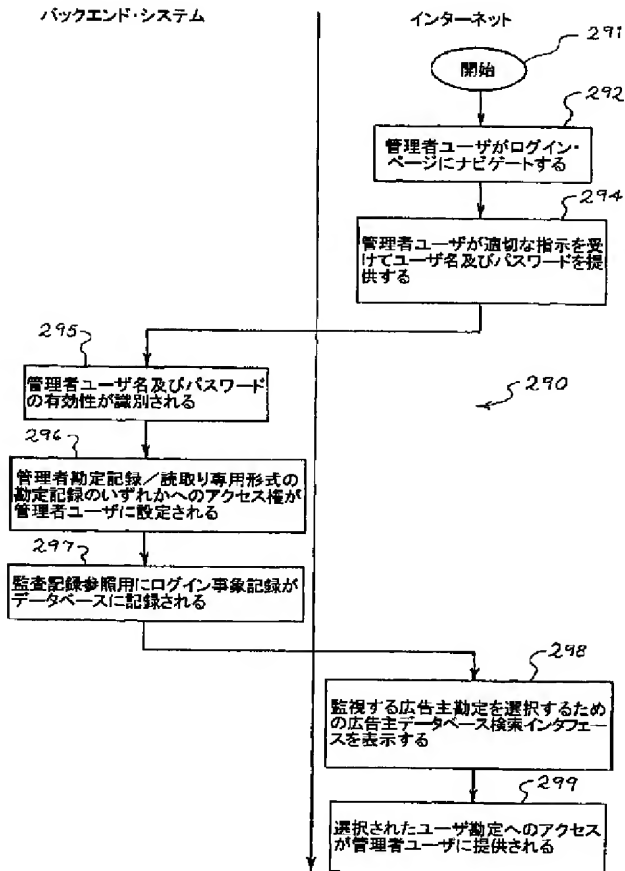 バックエンド・システム
インターネット
291
開始
292
管理者ユーザがログイン・
ページにナビゲートする
294
管理者ユーザが適切な指示を受
けてユーザ名及びパスワードを提
供する
295
管理者ユーザ名及びパスワード
の有効性が識別される
290
296
管理者勘定記録／読取り専用形式の
勘定記録のいずれかへのアクセス権が
管理者ユーザに設定される
297
監査記録参照用にログイン事象記録が
データベースに記録される
298
監視する広告主勘定を選択するため
の広告主データベース検索インタフェー
スを表示する
299
選択されたユーザ勘定へのアクセス
が管理者ユーザに提供される